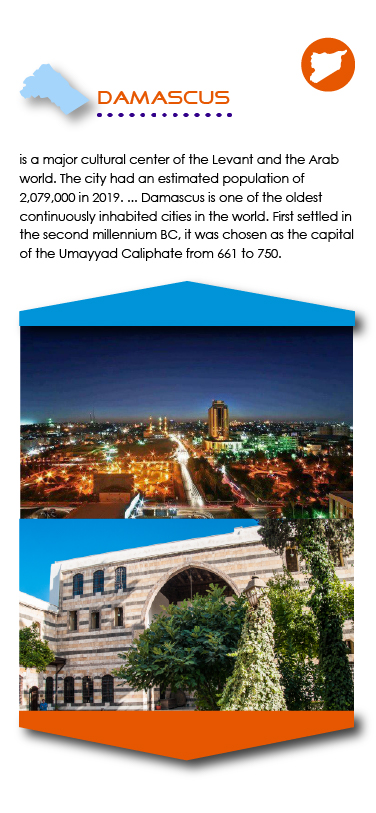 DAMASCUS
is a major cultural center of the Levant and the Arab
world. The city had an estimated population of
2,079,000 in 2019. ... Damascus is one of the oldest
continuously inhabited cities in the world. First settled in
the second millennium BC, it was chosen as the capital
of the Umayyad Caliphate from 661 to 750.